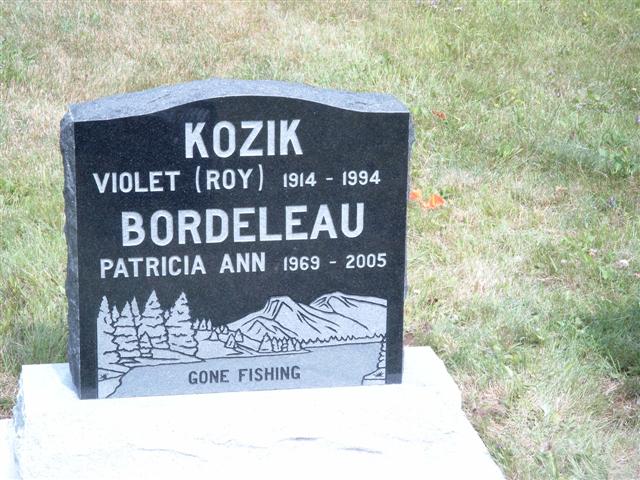 KOZIK
VIOLET (ROY) 1914 - 1994
BORDELEAU
PATRICIA ANN 1969 - 2005
GONE FISHING